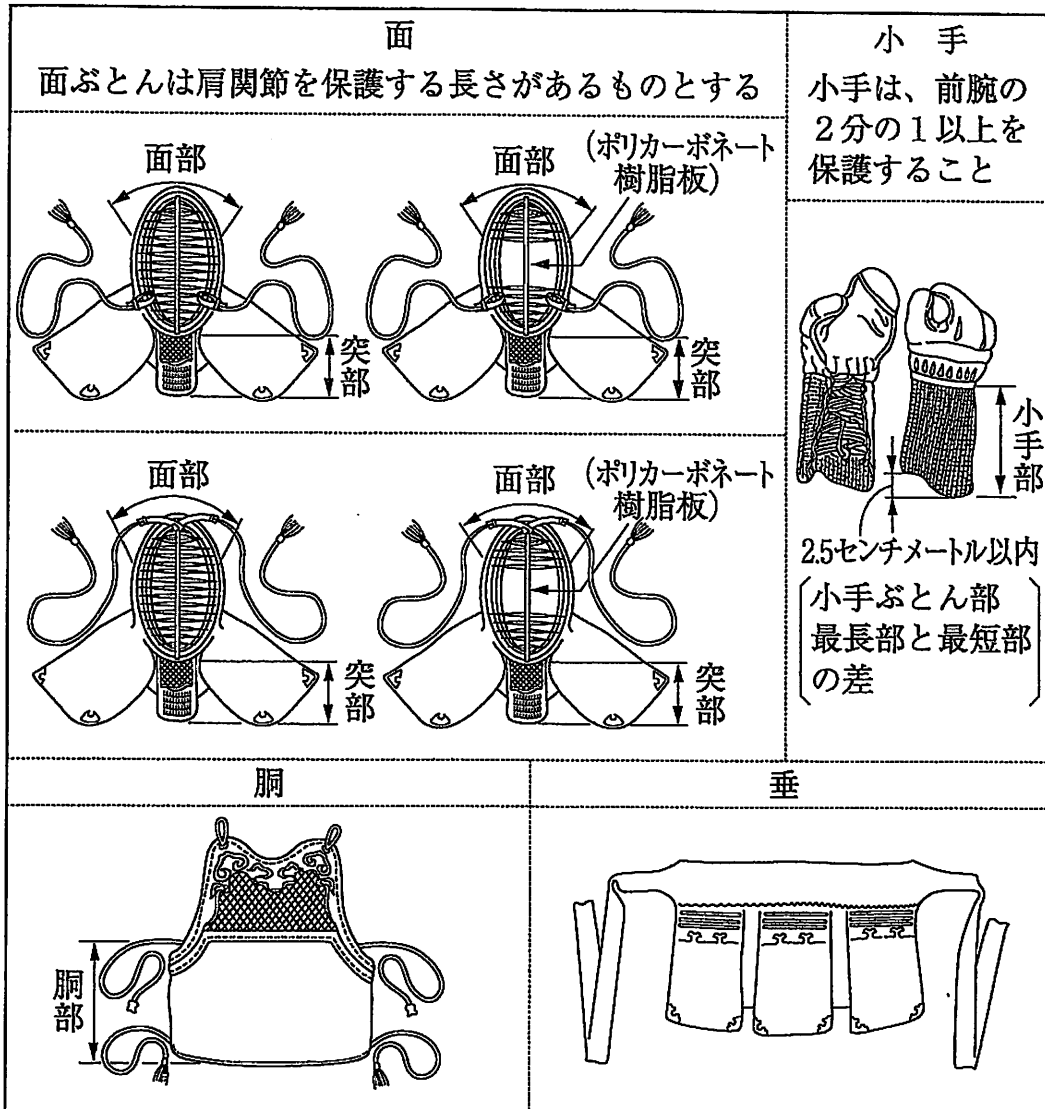 面
面ぶとんは肩関節を保護する長さがあるものとする
面部
突部
面部
(ポリカーボネート
樹脂板)
突部
面部
突部
面部
(ポリカーボネート
樹脂板)
突部
小 手
小手は、前腕の
2分の1以上を
保護すること
小手部
2.5センチメートル以内
小手ぶとん部
最長部と最短部
の差
胴
胴部
垂